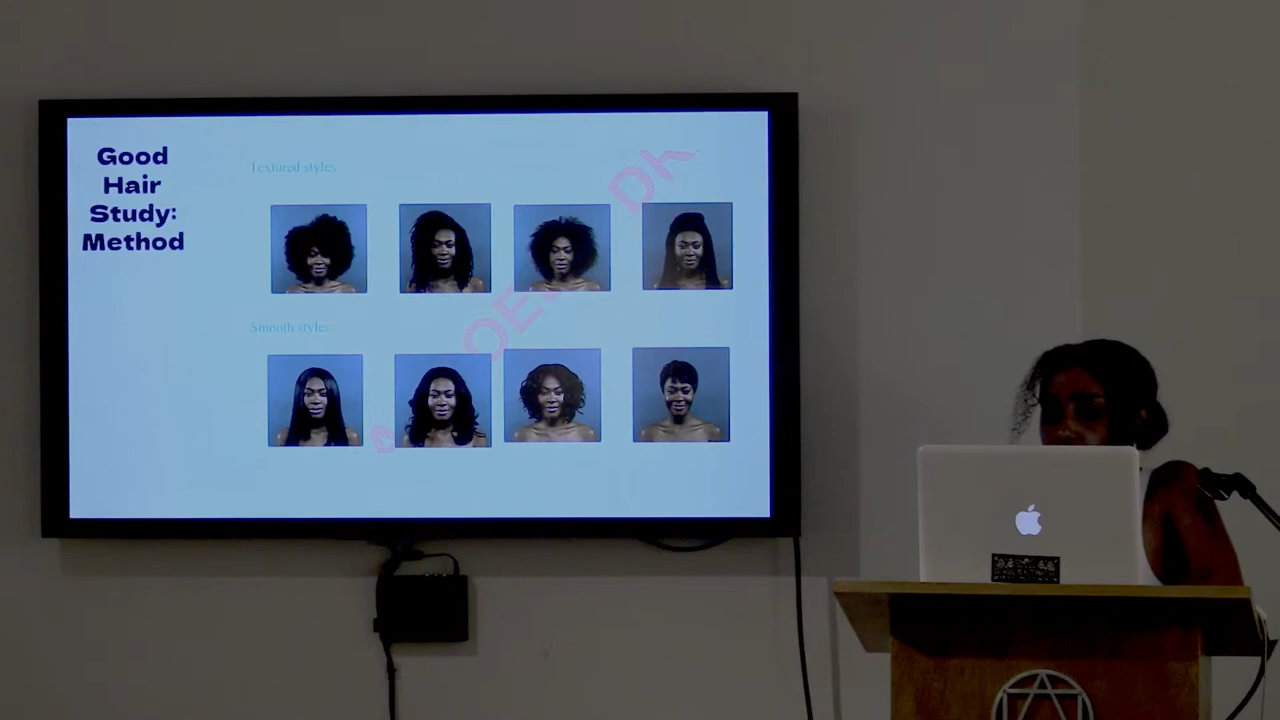 Good
Hair
Study:
Method
Textured styles
Smooth styles